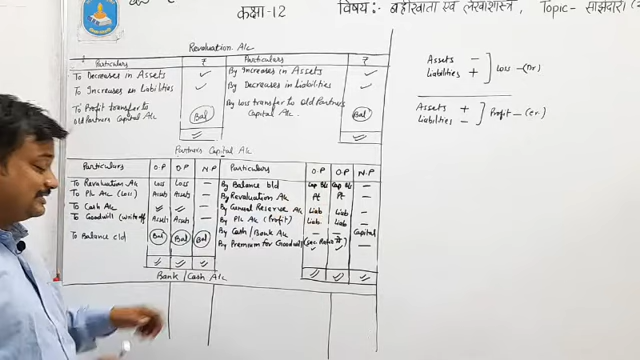 कक्षा-12 विषय:- बहीखाता एवं लेखाशास्त्र, Topic- साझेदारी
Revaluation A/c
Particulars ₹ Particulars ₹
To Decreases in Assets ✓ By Increases in Assets ✓
To Increases in Liabilities ✓ By Decreases in Liabilities ✓
To Profit transfer to By Loss transfer to Old Partners
Old Partners Capital A/c Bal Capital A/c. Bal
Partners Capital A/c
Particulars O.P O.P N.P Particulars O.P O.P N.P
To Revaluation A/c Loss Loss — By Balance b/d Cap Cap —
To P/L A/c (Loss) Assets Assets — By Revaluation A/c Pt Pt —
To Cash A/c — By General Reserve A/c Liab Liab —
To Goodwill (write off Assets Assets — By P/L A/c (Profit) Liab Liab —
By Cash/Bank A/c — — Capital
To Balance c/d Bal Bal Bal By Premium for Goodwill (Sac. Ratio —
Bank/Cash A/c
Assets —
Liabilities + ] Loss —(Dr)
Assets +
Liabilities — ] Profit —(Cr)